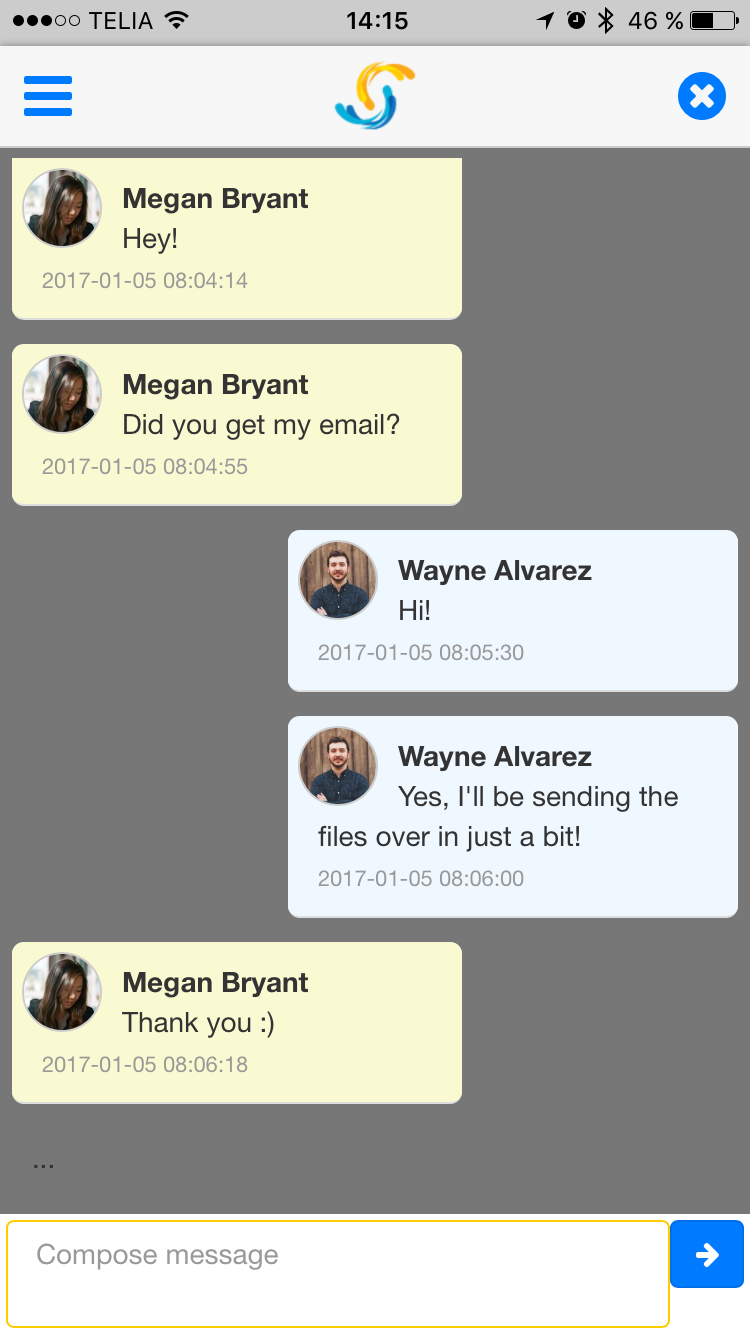 TELIA 14:15 46 %
Megan Bryant
Hey!
2017-01-05 08:04:14
Megan Bryant
Did you get my email?
2017-01-05 08:04:55
Wayne Alvarez
Hi!
2017-01-05 08:05:30
Wayne Alvarez
Yes, I'll be sending the
files over in just a bit!
2017-01-05 08:06:00
Megan Bryant
Thank you :)
2017-01-05 08:06:18
...
Compose message